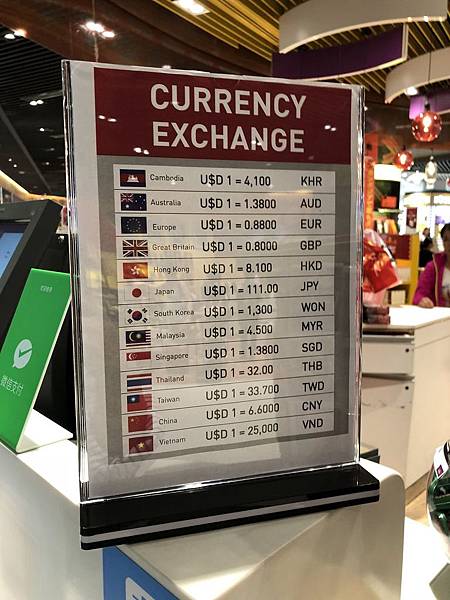 CURRENCY
EXCHANGE
Cambodia U$D 1 = 4,100 KHR
Australia U$D 1 = 1.3800 AUD
Europe U$D 1 = 0.8800 EUR
Great Britain U$D 1 = 0.8000 GBP
Hong Kong U$D 1 = 8.100 HKD
Japan U$D 1 = 111.00 JPY
South Korea U$D 1 = 1,300 WON
Malaysia U$D 1 = 4.500 MYR
Singapore U$D 1 = 1.3800 SGD
Thailand U$D 1 = 32.00 THB
Taiwan U$D 1 = 33.700 TWD
China U$D 1 = 6.6000 CNY
Vietnam U$D 1 = 25,000 VND
微信支付